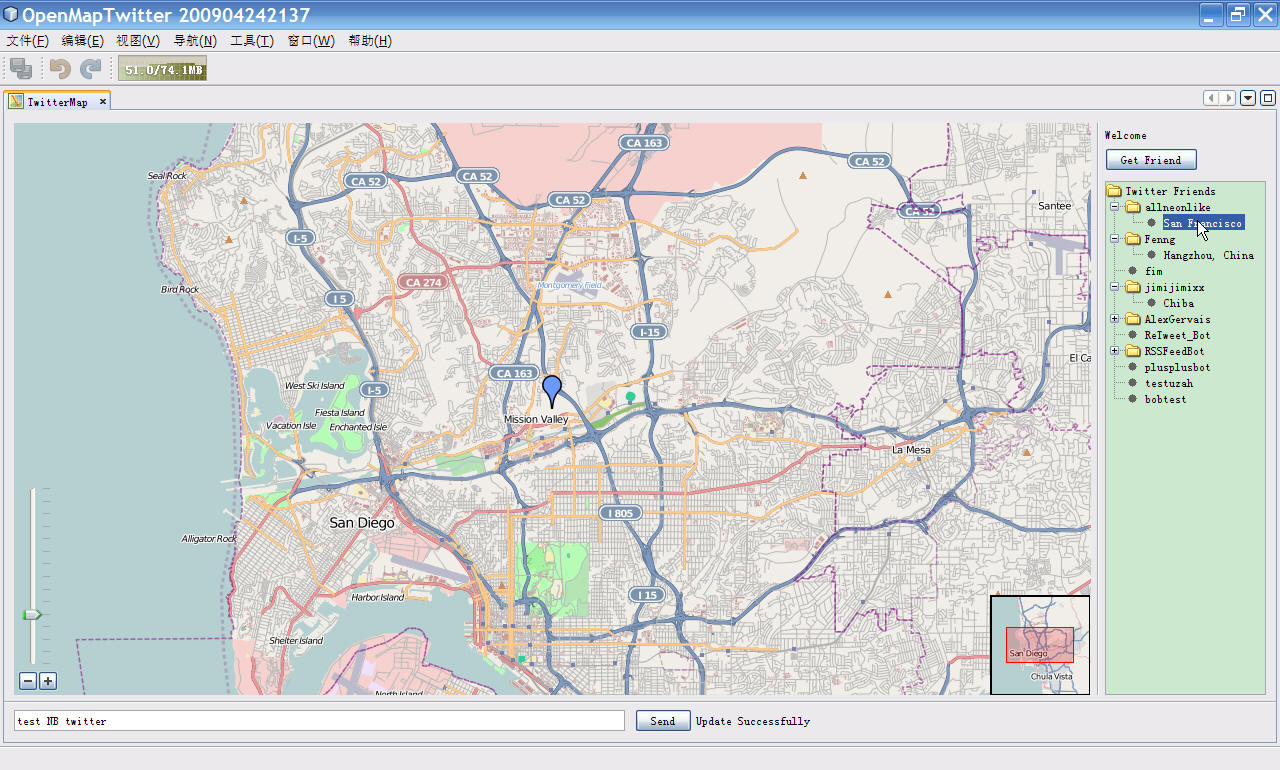 OpenMapTwitter 200904242137
文件(F) 编辑(E) 视图(V) 导航(N) 工具(T) 窗口(W) 帮助(H)
51.0/74.1MB
TwitterMap
Welcome
Get Friend
Twitter Friends
allneonlike
San Francisco
Fenng
Hangzhou, China
fim
jimijimixx
Chiba
AlexGervais
ReTweet_Bot
RSSFeedBot
plusplusbot
testuzah
bobtest
CA 163
CA 52
CA 52
CA 52
CA 52
CA 52
Seal Rock
Santee
I-5
Bird Rock
CA 274
Montgomery field
I 5
I-15
CA 163
El Ca
West Ski Island
I-5
Fiesta Island
Vacation Isle
Enchanted Isle
Mission Valley
La Mesa
San Diego
I 805
Alligator Rock
Harbor Island
I 15
Shelter Island
North Island
San Diego
Chula Vista
test NB twitter
Send
Update Successfully